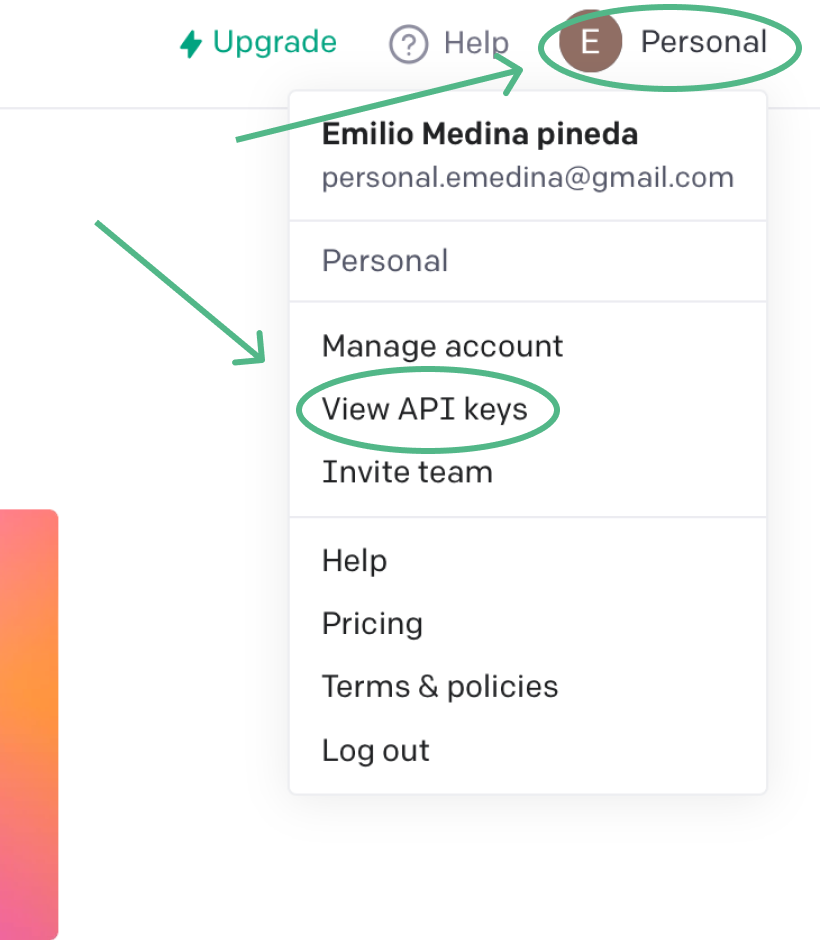 Upgrade
? Help
E Personal
Emilio Medina pineda
personal.emedina@gmail.com
Personal
Manage account
View API keys
Invite team
Help
Pricing
Terms & policies
Log out